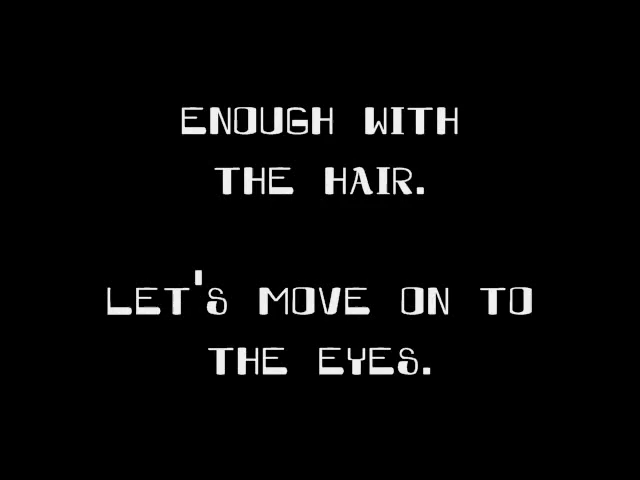 ENOUGH WITH
THE HAIR.
LET'S MOVE ON TO
THE EYES.